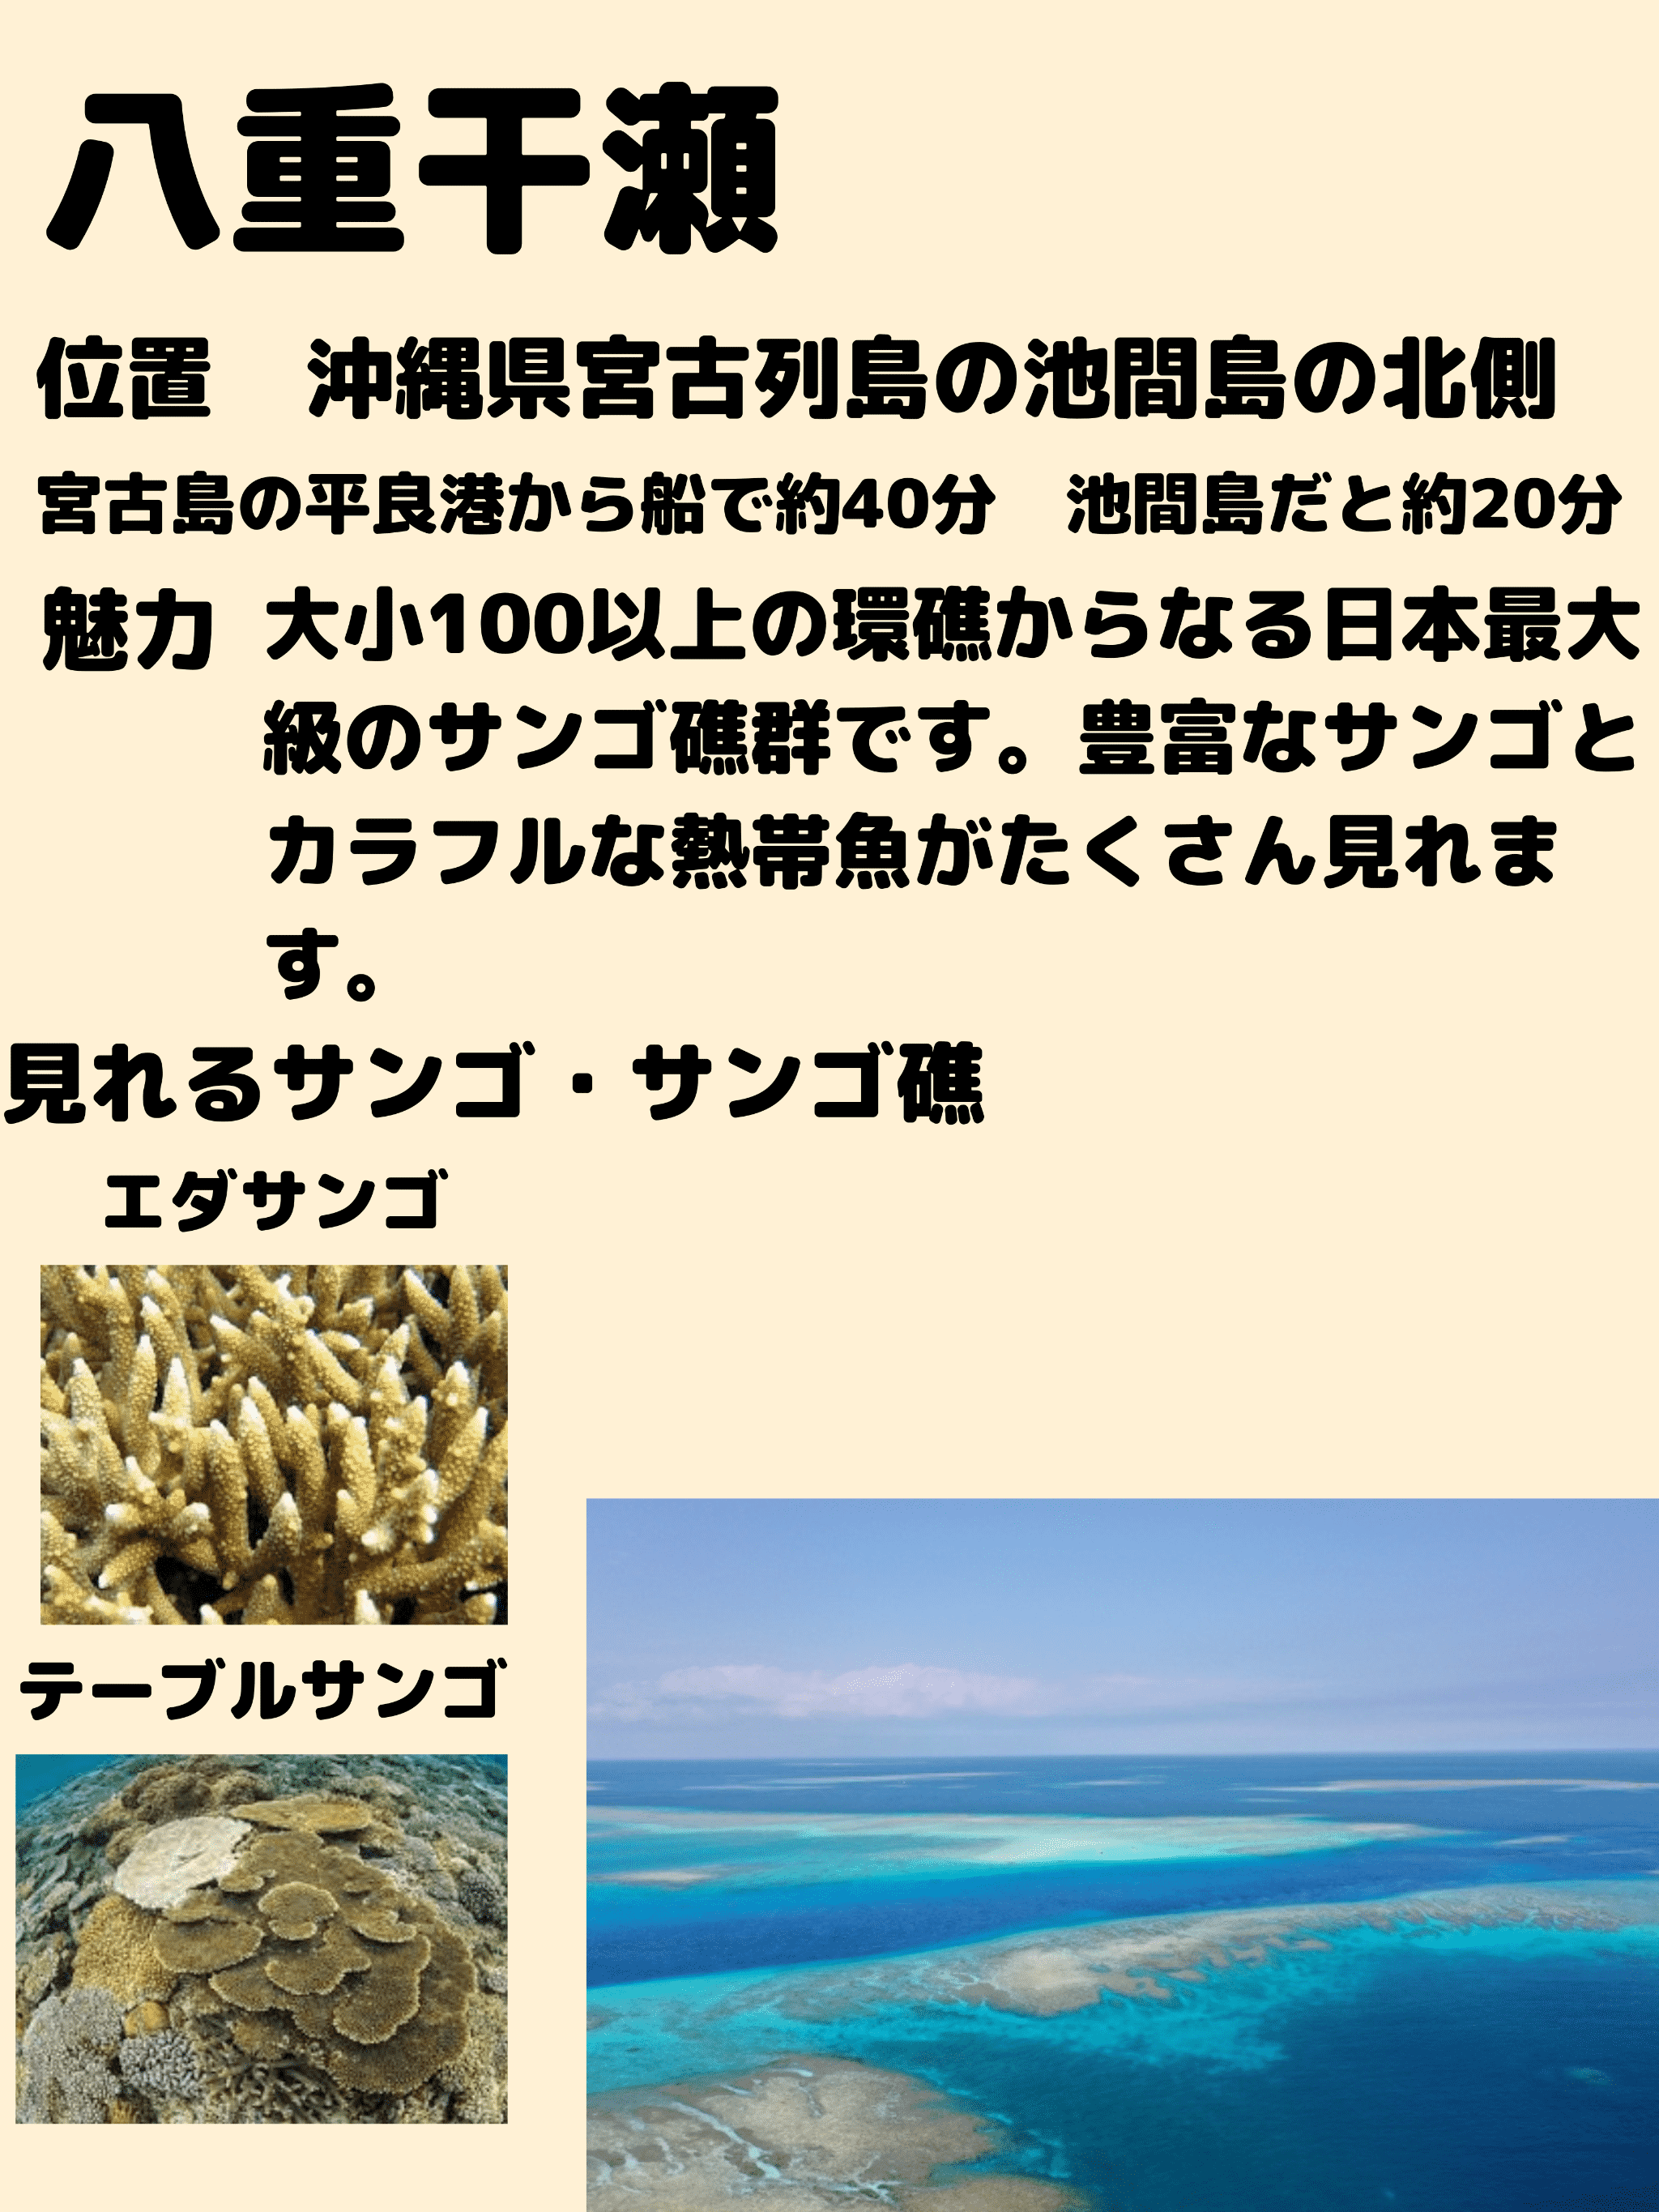 八重干瀬
位置　沖縄県宮古列島の池間島の北側
宮古島の平良港から船で約40分　池間島だと約20分
魅力 大小100以上の環礁からなる日本最大
級のサンゴ礁群です。豊富なサンゴと
カラフルな熱帯魚がたくさん見れま
す。
見れるサンゴ・サンゴ礁
エダサンゴ
テーブルサンゴ